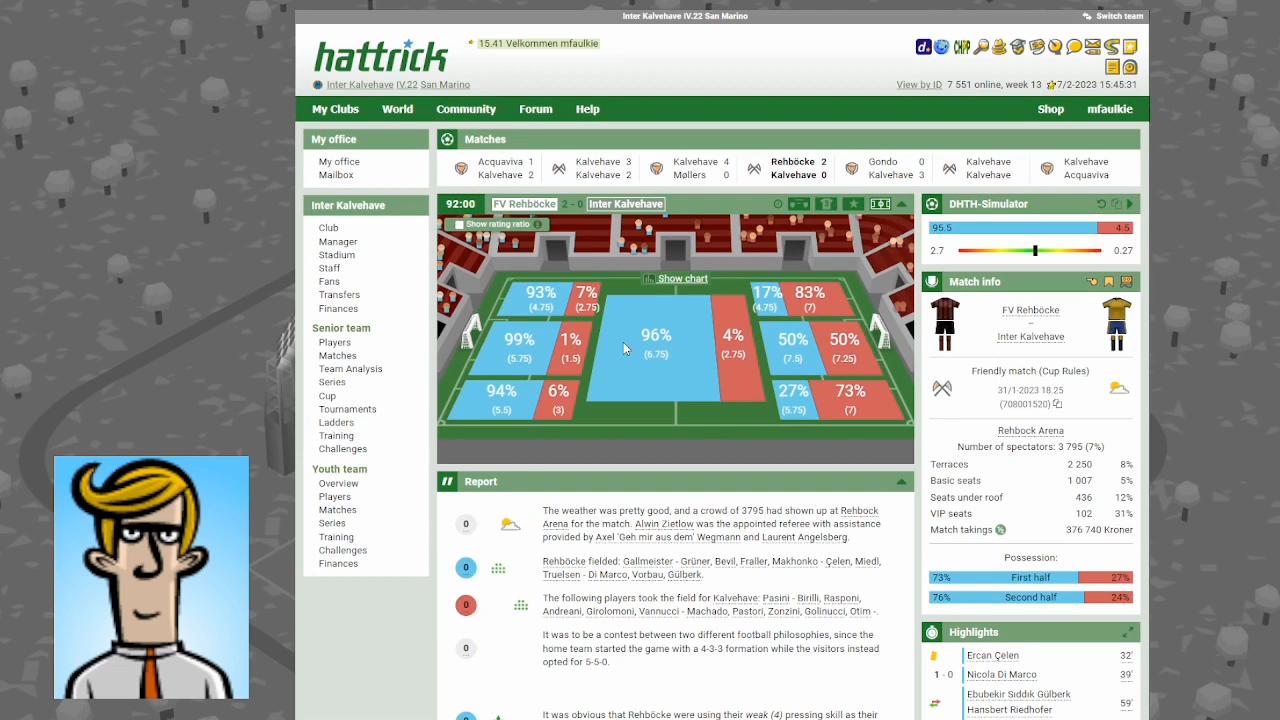 Inter Kalvehave IV.22 San Marino
Switch team
hattrick
15.41 Velkommen mfaulkie
CHPP
Inter Kalvehave IV.22 San Marino
View by ID 7 551 online, week 13 7/2-2023 15:45:31
My Clubs World Community Forum Help Shop mfaulkie
My office
My office
Mailbox
Inter Kalvehave
Club
Manager
Stadium
Staff
Fans
Transfers
Finances
Senior team
Players
Matches
Team Analysis
Series
Cup
Tournaments
Ladders
Training
Challenges
Youth team
Overview
Players
Matches
Series
Training
Challenges
Finances
Matches
Acquaviva 1
Kalvehave 2
Kalvehave 3
Kalvehave 2
Kalvehave 4
Møllers 0
Rehböcke 2
Kalvehave 0
Gondo 0
Kalvehave 3
Kalvehave
Kalvehave
Kalvehave
Acquaviva
92:00 FV Rehböcke 2 - 0 Inter Kalvehave
Show rating ratio
Show chart
93% 7% 17% 83%
(4.75) (2.75) (4.75) (7)
99% 1% 96% 4% 50% 50%
(5.75) (1.5) (6.75) (2.75) (7.5) (7.25)
94% 6% 27% 73%
(5.5) (3) (5.75) (7)
Report
0 The weather was pretty good, and a crowd of 3795 had shown up at Rehbock
Arena for the match. Alwin Zietlow was the appointed referee with assistance
provided by Axel 'Geh mir aus dem' Wegmann and Laurent Angelsberg.
0 Rehböcke fielded: Gallmeister - Grüner, Bevil, Fraller, Makhonko - Çelen, Miedl,
Truelsen - Di Marco, Vorbau, Gülberk.
0 The following players took the field for Kalvehave: Pasini - Birilli, Rasponi,
Andreani, Girolomoni, Vannucci - Machado, Pastori, Zonzini, Golinucci, Otim -.
0 It was to be a contest between two different football philosophies, since the
home team started the game with a 4-3-3 formation while the visitors instead
opted for 5-5-0.
0 It was obvious that Rehböcke were using their weak (4) pressing skill as their
DHTH-Simulator
95.5 4.5
2.7 0.27
Match info
FV Rehböcke
–
Inter Kalvehave
Friendly match (Cup Rules)
31/1-2023 18.25
(708001520)
Rehbock Arena
Number of spectators: 3 795 (7%)
Terraces 2 250 8%
Basic seats 1 007 5%
Seats under roof 436 12%
VIP seats 102 31%
Match takings 376 740 Kroner
Possession:
73% First half 27%
76% Second half 24%
Highlights
Ercan Çelen 32'
1 - 0 Nicola Di Marco 39'
Ebubekir Sıddık Gülberk
Hansbert Riedhofer 59'